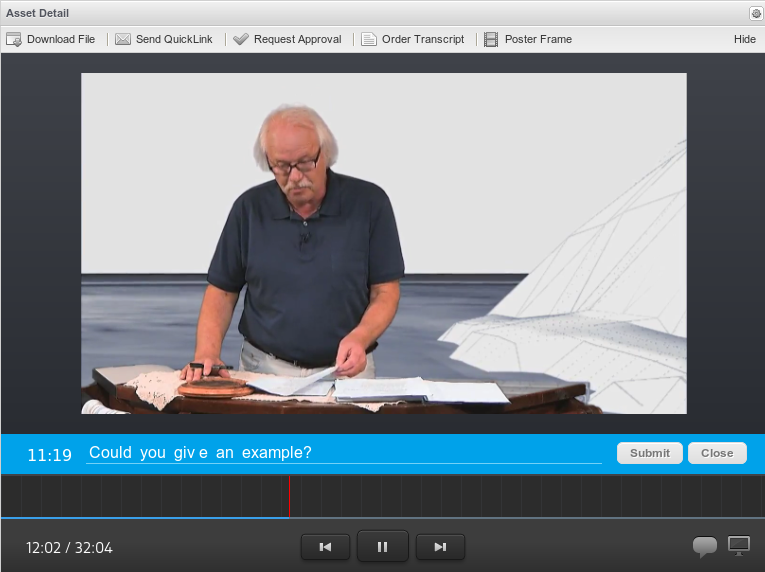 Asset Detail
Download File Send QuickLink Request Approval Order Transcript Poster Frame Hide
11:19 Could you give an example? Submit Close
12:02 / 32:04